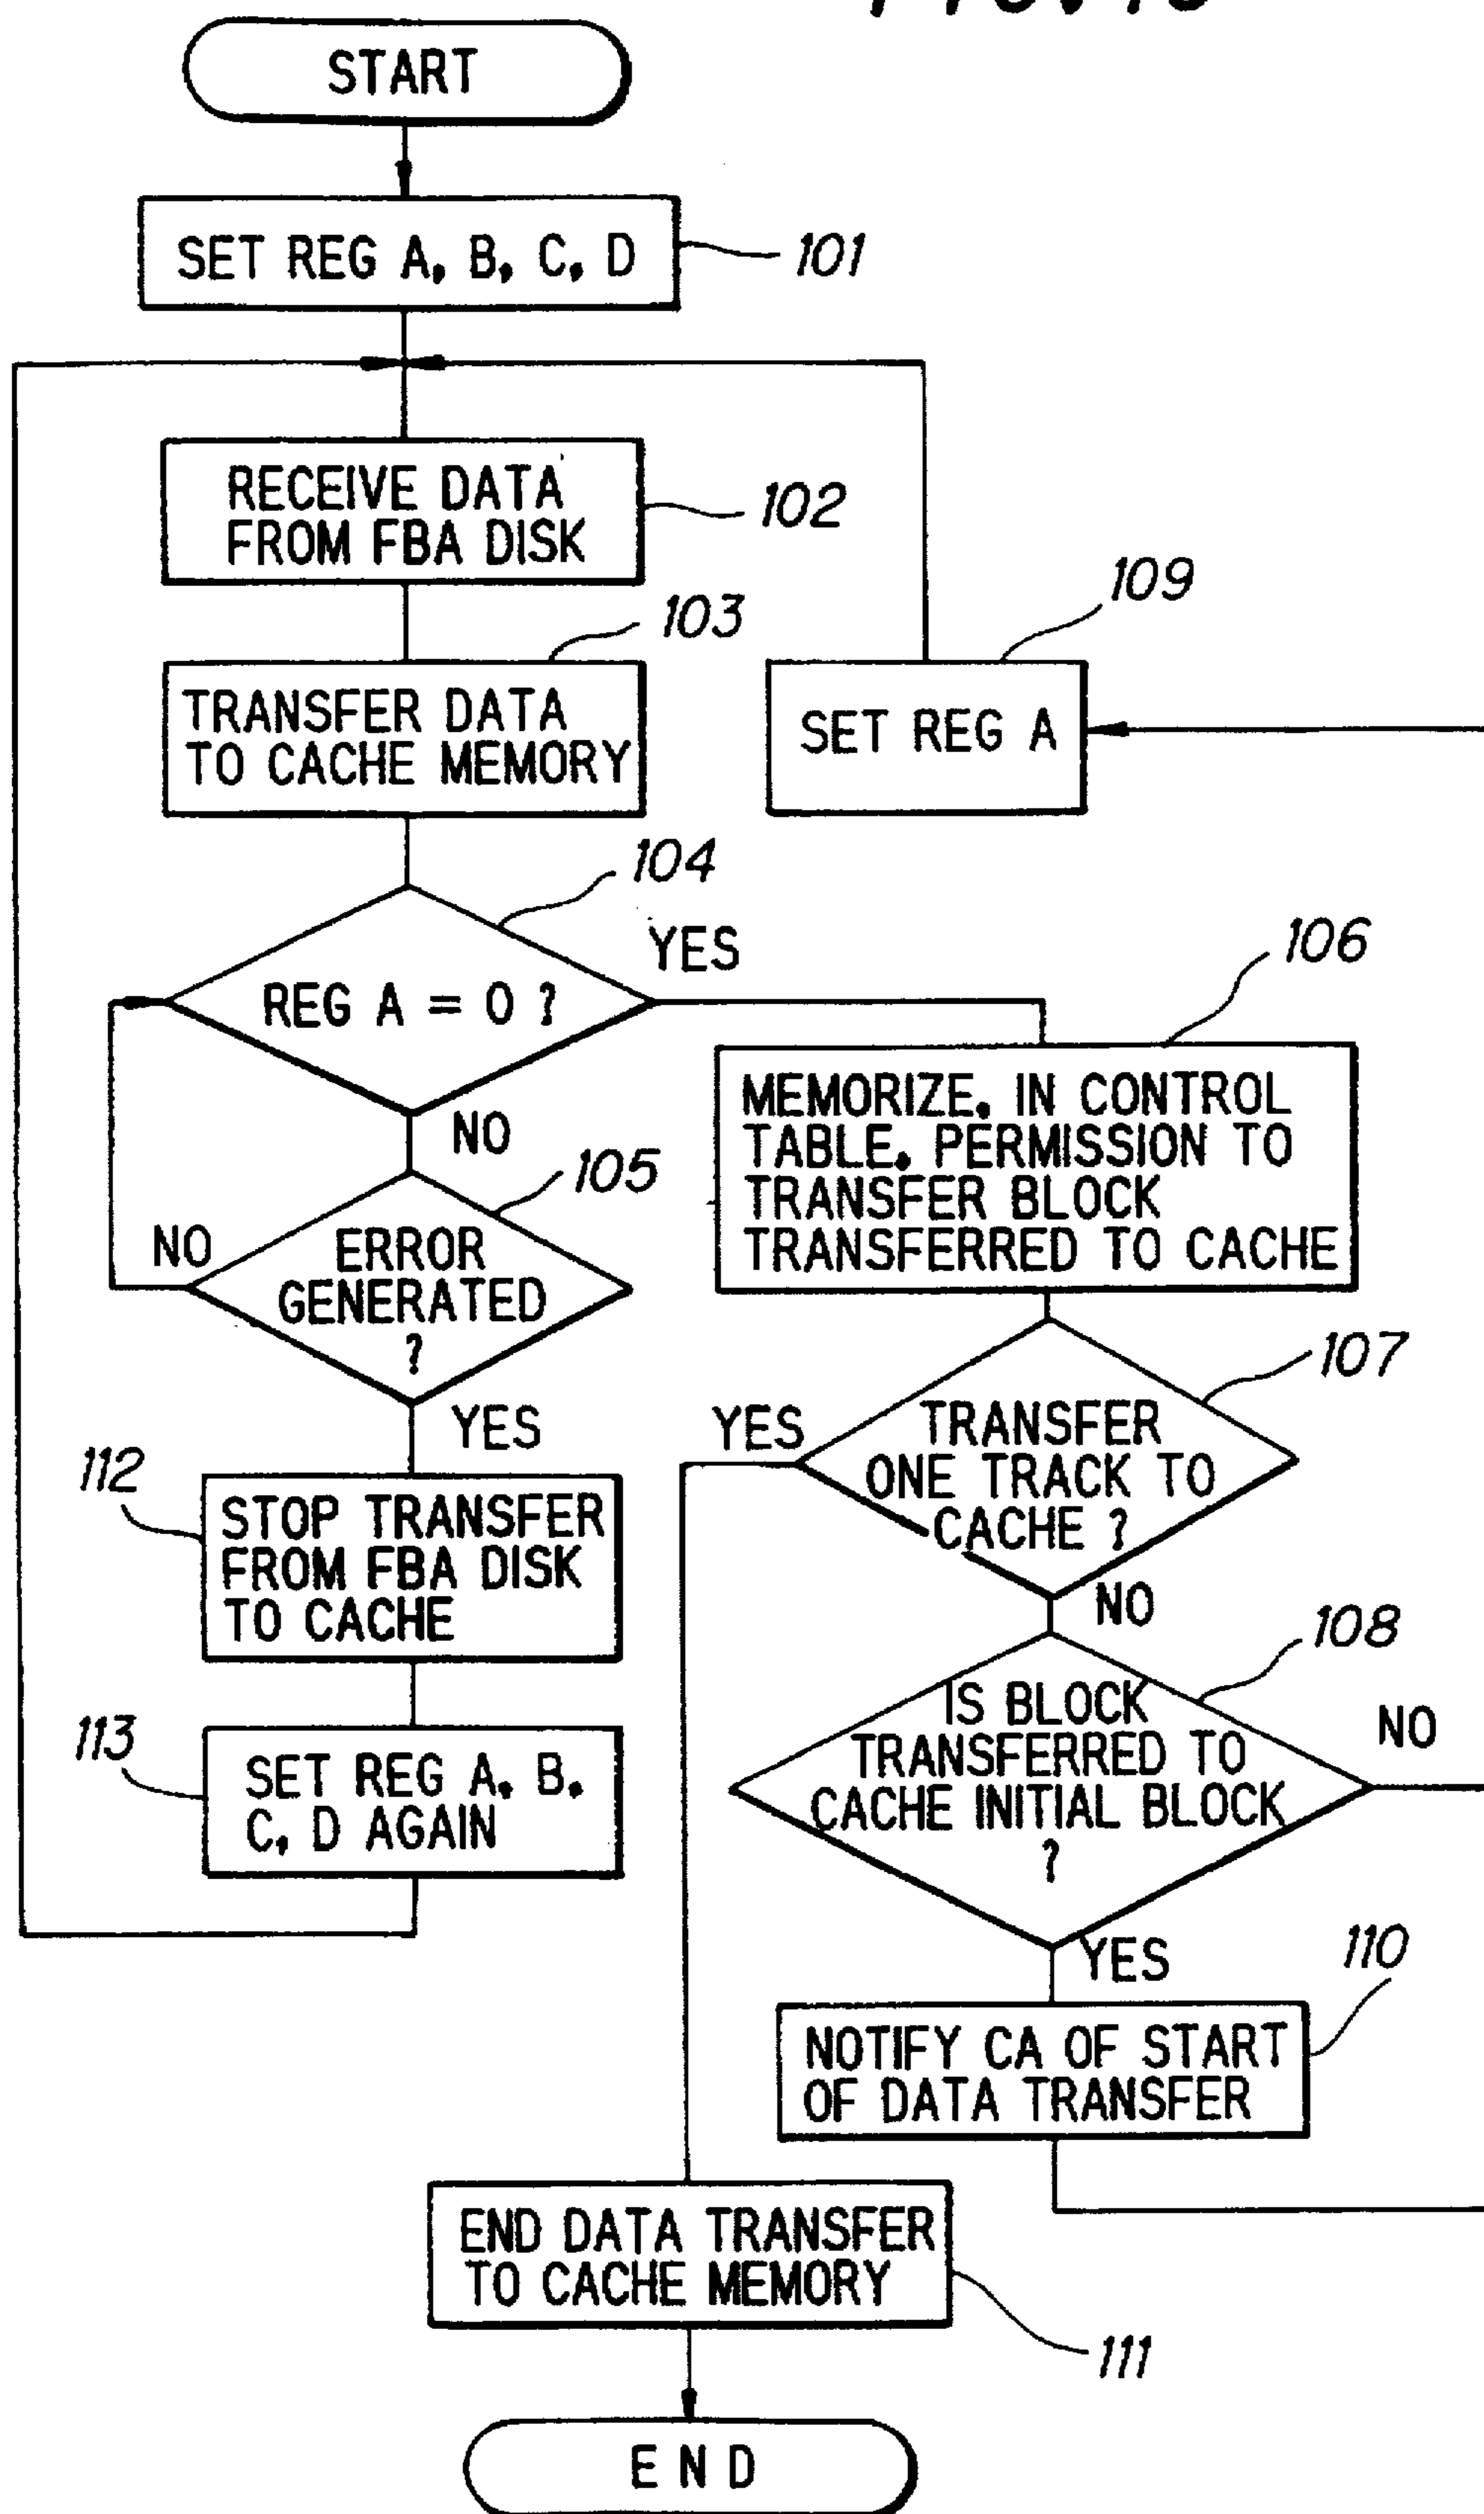 START
SET REG A, B, C, D
101
RECEIVE DATA
FROM FBA DISK
102
103
TRANSFER DATA
TO CACHE MEMORY
109
SET REG A
104
REG A = 0 ?
YES
NO
106
MEMORIZE, IN CONTROL
TABLE, PERMISSION TO
TRANSFER BLOCK
TRANSFERRED TO CACHE
105
ERROR
GENERATED
?
NO
YES
107
TRANSFER
ONE TRACK TO
CACHE ?
YES
NO
112
STOP TRANSFER
FROM FBA DISK
TO CACHE
108
IS BLOCK
TRANSFERRED TO
CACHE INITIAL BLOCK
?
NO
YES
113
SET REG A, B,
C, D AGAIN
110
NOTIFY CA OF START
OF DATA TRANSFER
END DATA TRANSFER
TO CACHE MEMORY
111
END